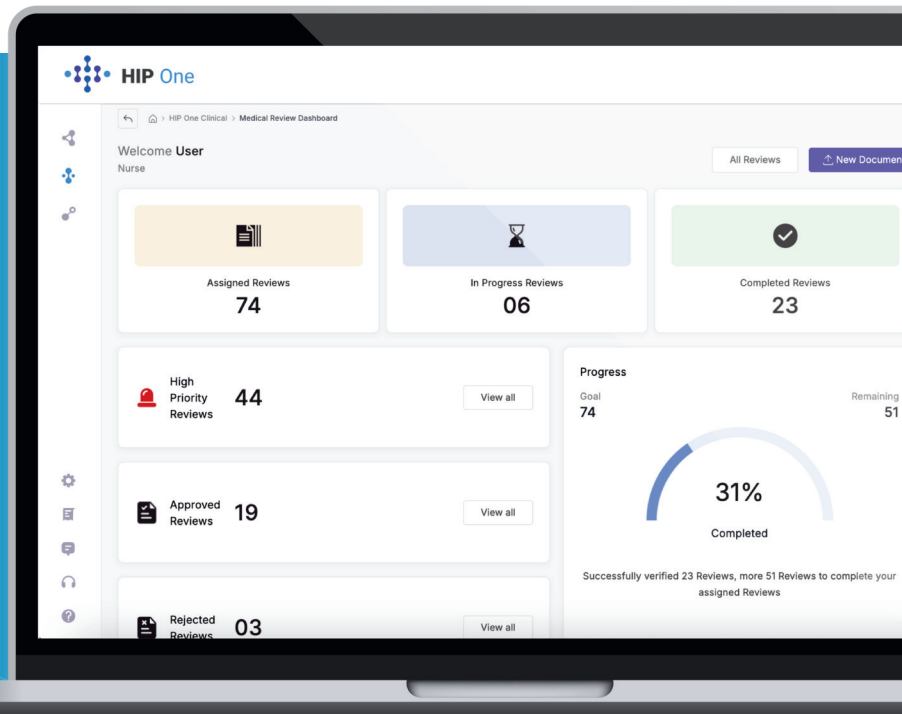 HIP One
HIP One Clinical > Medical Review Dashboard
Welcome User
Nurse
All Reviews
New Documen
Assigned Reviews
74
In Progress Reviews
06
Completed Reviews
23
High
Priority
Reviews
44
View all
Approved
Reviews
19
View all
Rejected
Reviews
03
View all
Progress
Goal
74
Remaining
51
31%
Completed
Successfully verified 23 Reviews, more 51 Reviews to complete your
assigned Reviews